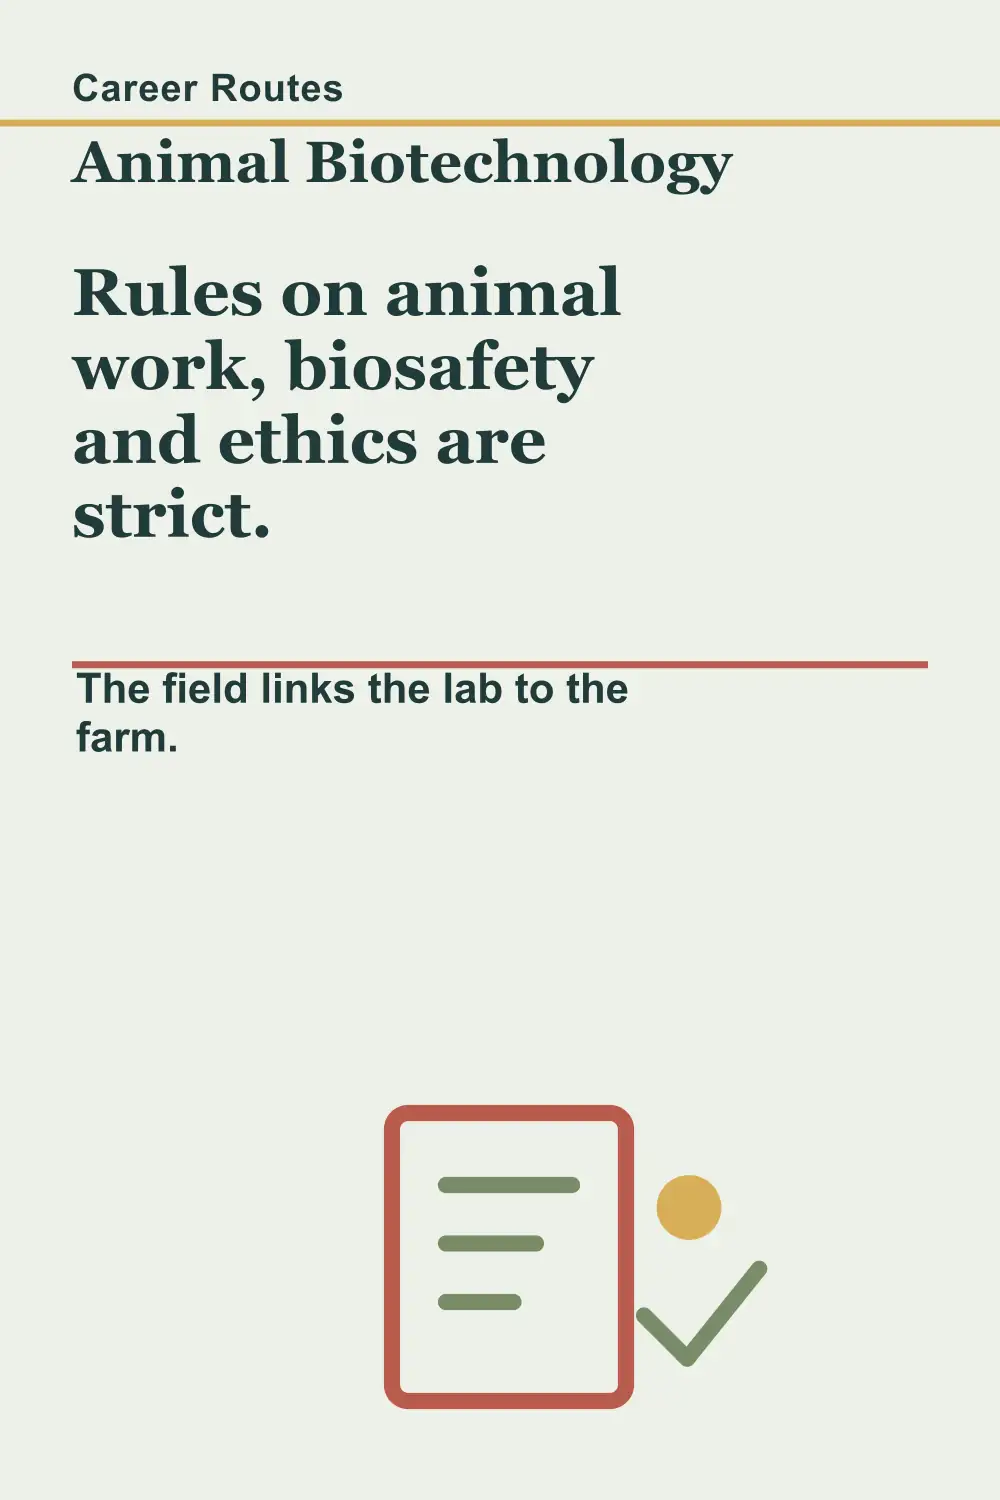 Career Routes
Animal Biotechnology
Rules on animal
work, biosafety
and ethics are
strict.
The field links the lab to the
farm.